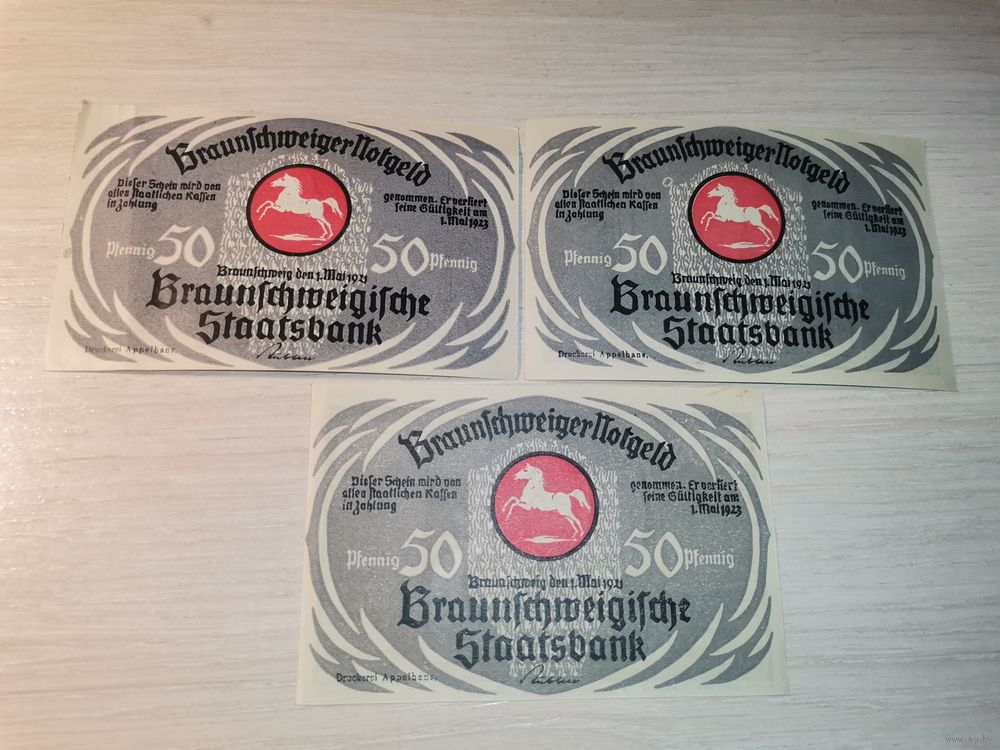 Braunschweiger Notgeld
Dieser Schein wird von
allen staatlichen Kassen
in Zahlung
genommen. Er verliert
seine Gültigkeit am
1. Mai 1923
Pfennig 50
50 Pfennig
Braunschweig den 1. Mai 1921
Braunschweigische
Staatsbank
Druckerei Appelhans.
Braunschweiger Notgeld
Dieser Schein wird von
allen staatlichen Kassen
in Zahlung
genommen. Er verliert
seine Gültigkeit am
1. Mai 1923
Pfennig 50
50 Pfennig
Braunschweig den 1. Mai 1921
Braunschweigische
Staatsbank
Druckerei Appelhans.
Braunschweiger Notgeld
Dieser Schein wird von
allen staatlichen Kassen
in Zahlung
genommen. Er verliert
seine Gültigkeit am
1. Mai 1923
Pfennig 50
50 Pfennig
Braunschweig den 1. Mai 1921
Braunschweigische
Staatsbank
Druckerei Appelhans.
www.ay.by